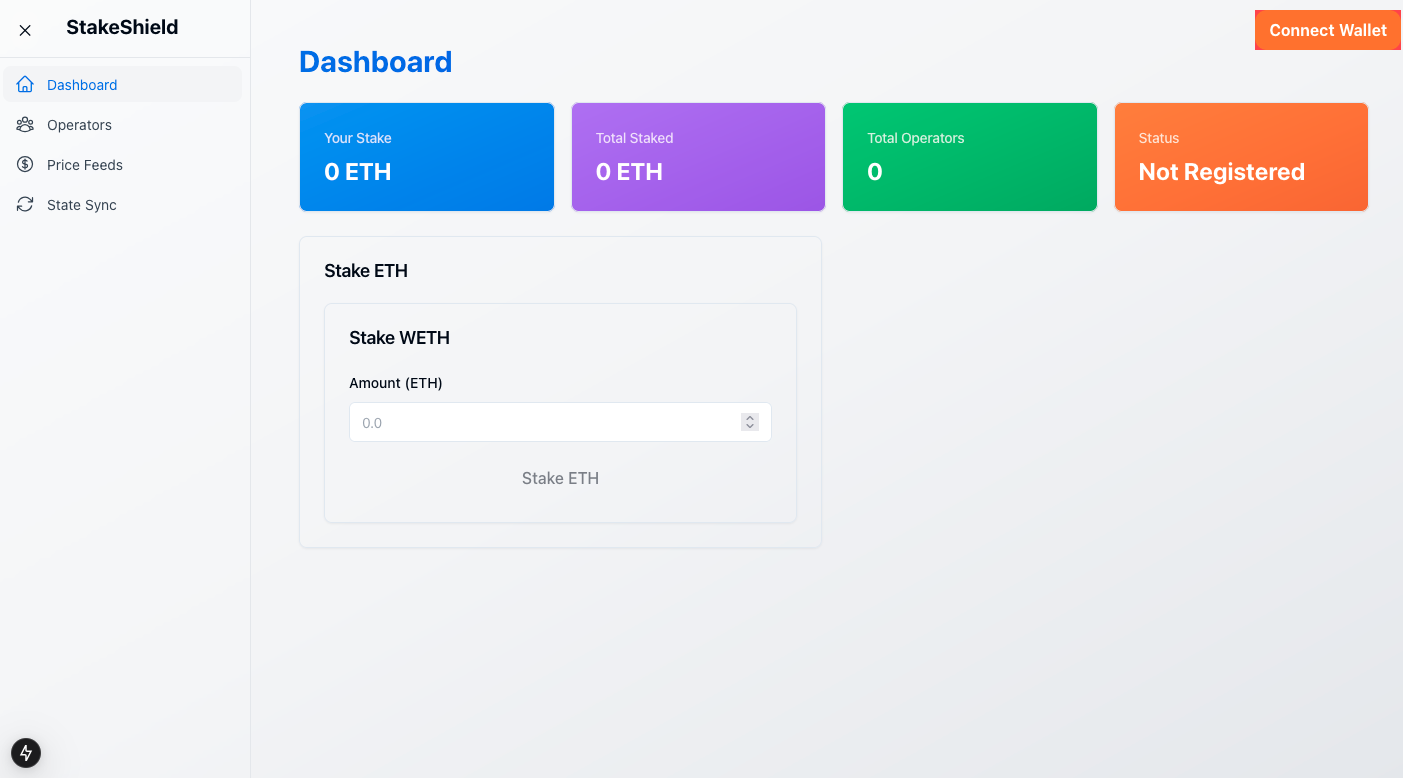 StakeShield
Connect Wallet
Dashboard
Operators
Price Feeds
State Sync
Dashboard
Your Stake
0 ETH
Total Staked
0 ETH
Total Operators
0
Status
Not Registered
Stake ETH
Stake WETH
Amount (ETH)
0.0
Stake ETH